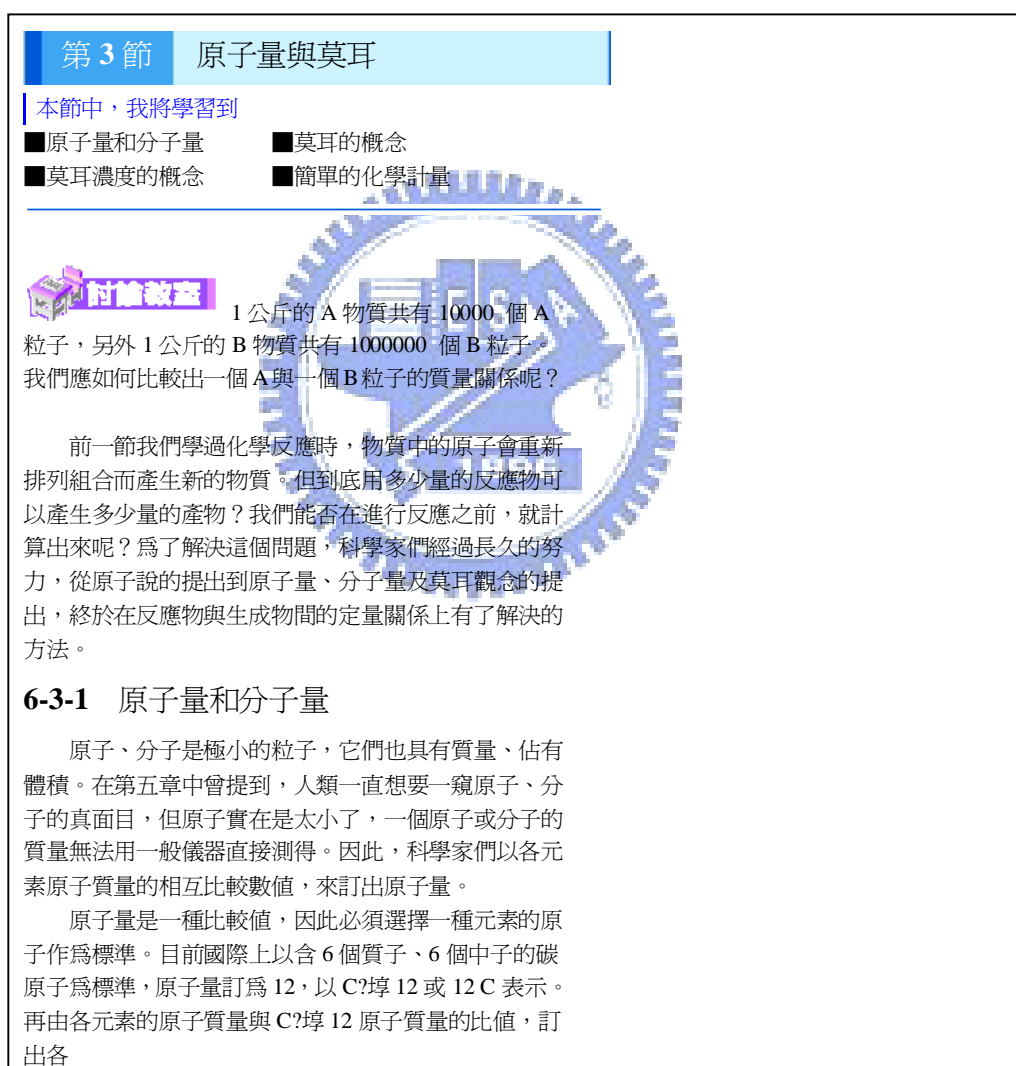 第 3 節 原子量與莫耳
本節中，我將學習到
■原子量和分子量 ■莫耳的概念
■莫耳濃度的概念 ■簡單的化學計量
討論教室 1 公斤的 A 物質共有 10000 個 A
粒子，另外 1 公斤的 B 物質共有 1000000 個 B 粒子。
我們應如何比較出一個 A 與一個 B 粒子的質量關係呢？
前一節我們學過化學反應時，物質中的原子會重新
排列組合而產生新的物質。但到底用多少量的反應物可
以產生多少量的產物？我們能否在進行反應之前，就計
算出來呢？為了解決這個問題，科學家們經過長久的努
力，從原子說的提出到原子量、分子量及莫耳觀念的提
出，終於在反應物與生成物間的定量關係上有了解決的
方法。
6-3-1 原子量和分子量
原子、分子是極小的粒子，它們也具有質量、佔有
體積。在第五章中曾提到，人類一直想要一窺原子、分
子的真面目，但原子實在是太小了，一個原子或分子的
質量無法用一般儀器直接測得。因此，科學家們以各元
素原子質量的相互比較數值，來訂出原子量。
原子量是一種比較值，因此必須選擇一種元素的原
子作為標準。目前國際上以含 6 個質子、6 個中子的碳
原子為標準，原子量訂為 12，以 C?埻 12 或 12 C 表示。
再由各元素的原子質量與 C?埻 12 原子質量的比值，訂
出各